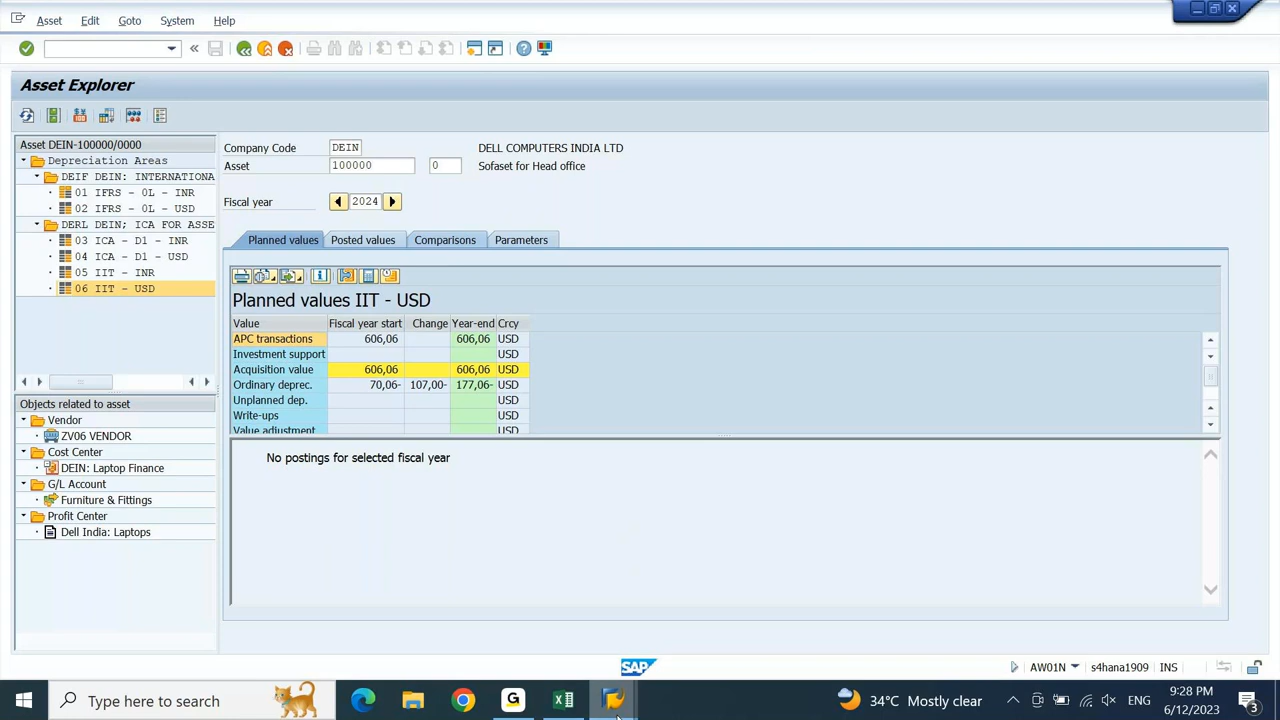 Asset Edit Goto System Help
Asset Explorer
Asset DEIN-100000/0000
Depreciation Areas
DEIF DEIN: INTERNATIONA
01 IFRS - 0L - INR
02 IFRS - 0L - USD
DERL DEIN; ICA FOR ASSE
03 ICA - D1 - INR
04 ICA - D1 - USD
05 IIT - INR
06 IIT - USD
Objects related to asset
Vendor
ZV06 VENDOR
Cost Center
DEIN: Laptop Finance
G/L Account
Furniture & Fittings
Profit Center
Dell India: Laptops
Company Code DEIN DELL COMPUTERS INDIA LTD
Asset 100000 0 Sofaset for Head office
Fiscal year 2024
Planned values Posted values Comparisons Parameters
Planned values IIT - USD
Value Fiscal year start Change Year-end Crcy
APC transactions 606,06 606,06 USD
Investment support USD
Acquisition value 606,06 606,06 USD
Ordinary deprec. 70,06- 107,00- 177,06- USD
Unplanned dep. USD
Write-ups USD
Value adjustment USD
No postings for selected fiscal year
SAP
AW01N s4hana1909 INS
Type here to search
34°C Mostly clear
ENG
9:28 PM
6/12/2023
3